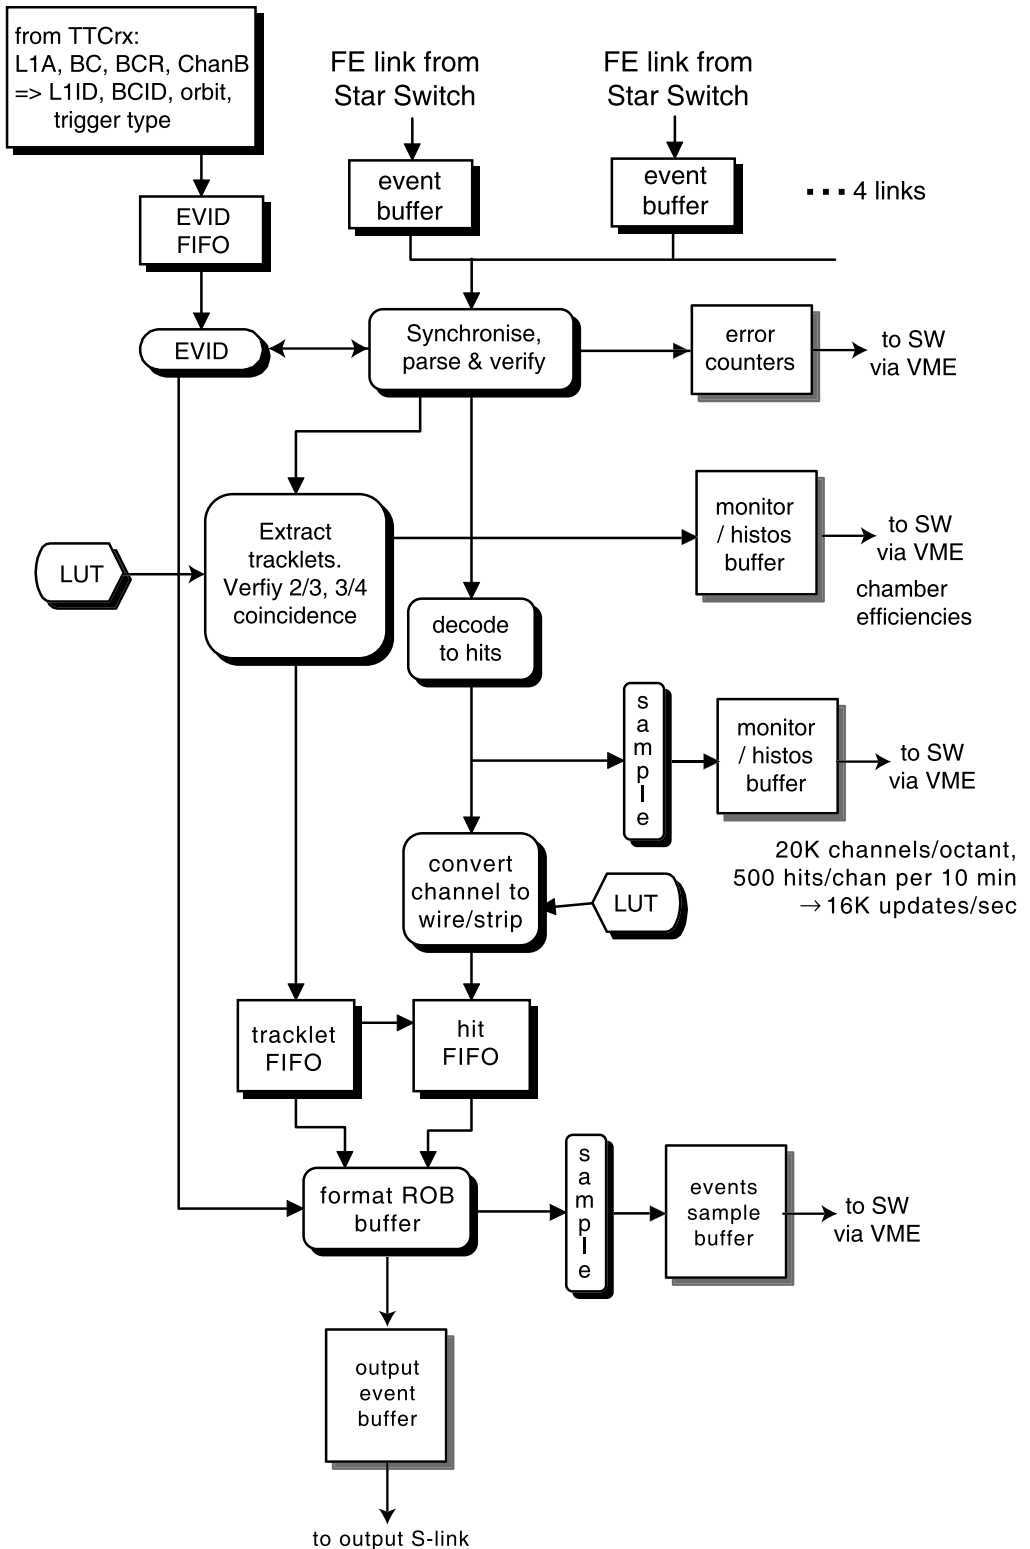 from TTCrx:
L1A, BC, BCR, ChanB
=> L1ID, BCID, orbit,
trigger type
FE link from
Star Switch
FE link from
Star Switch
event
buffer
event
buffer
▪▪▪ 4 links
EVID
FIFO
EVID
Synchronise,
parse & verify
error
counters
to SW
via VME
Extract
tracklets.
Verfiy 2/3, 3/4
coincidence
LUT
monitor
/ histos
buffer
to SW
via VME
chamber
efficiencies
decode
to hits
sample
monitor
/ histos
buffer
to SW
via VME
20K channels/octant,
500 hits/chan per 10 min
→16K updates/sec
convert
channel to
wire/strip
LUT
tracklet
FIFO
hit
FIFO
format ROB
buffer
sample
events
sample
buffer
to SW
via VME
output
event
buffer
to output S-link